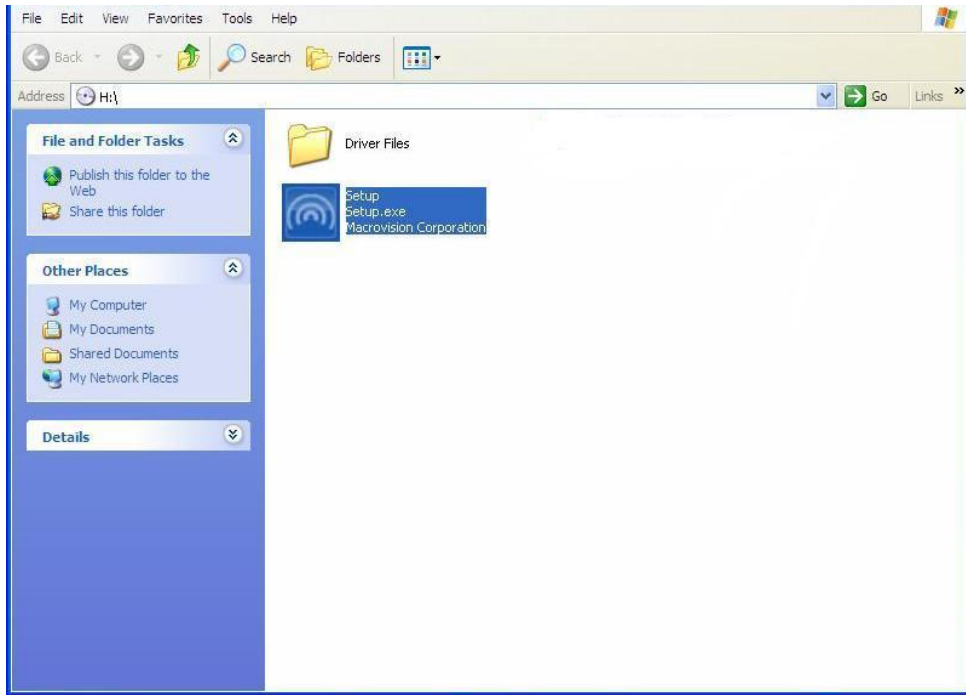 File Edit View Favorites Tools Help
Back Search Folders
Address H:\ Go Links »
File and Folder Tasks
Publish this folder to the
Web
Share this folder
Other Places
My Computer
My Documents
Shared Documents
My Network Places
Details
Driver Files
Setup
Setup.exe
Macrovision Corporation